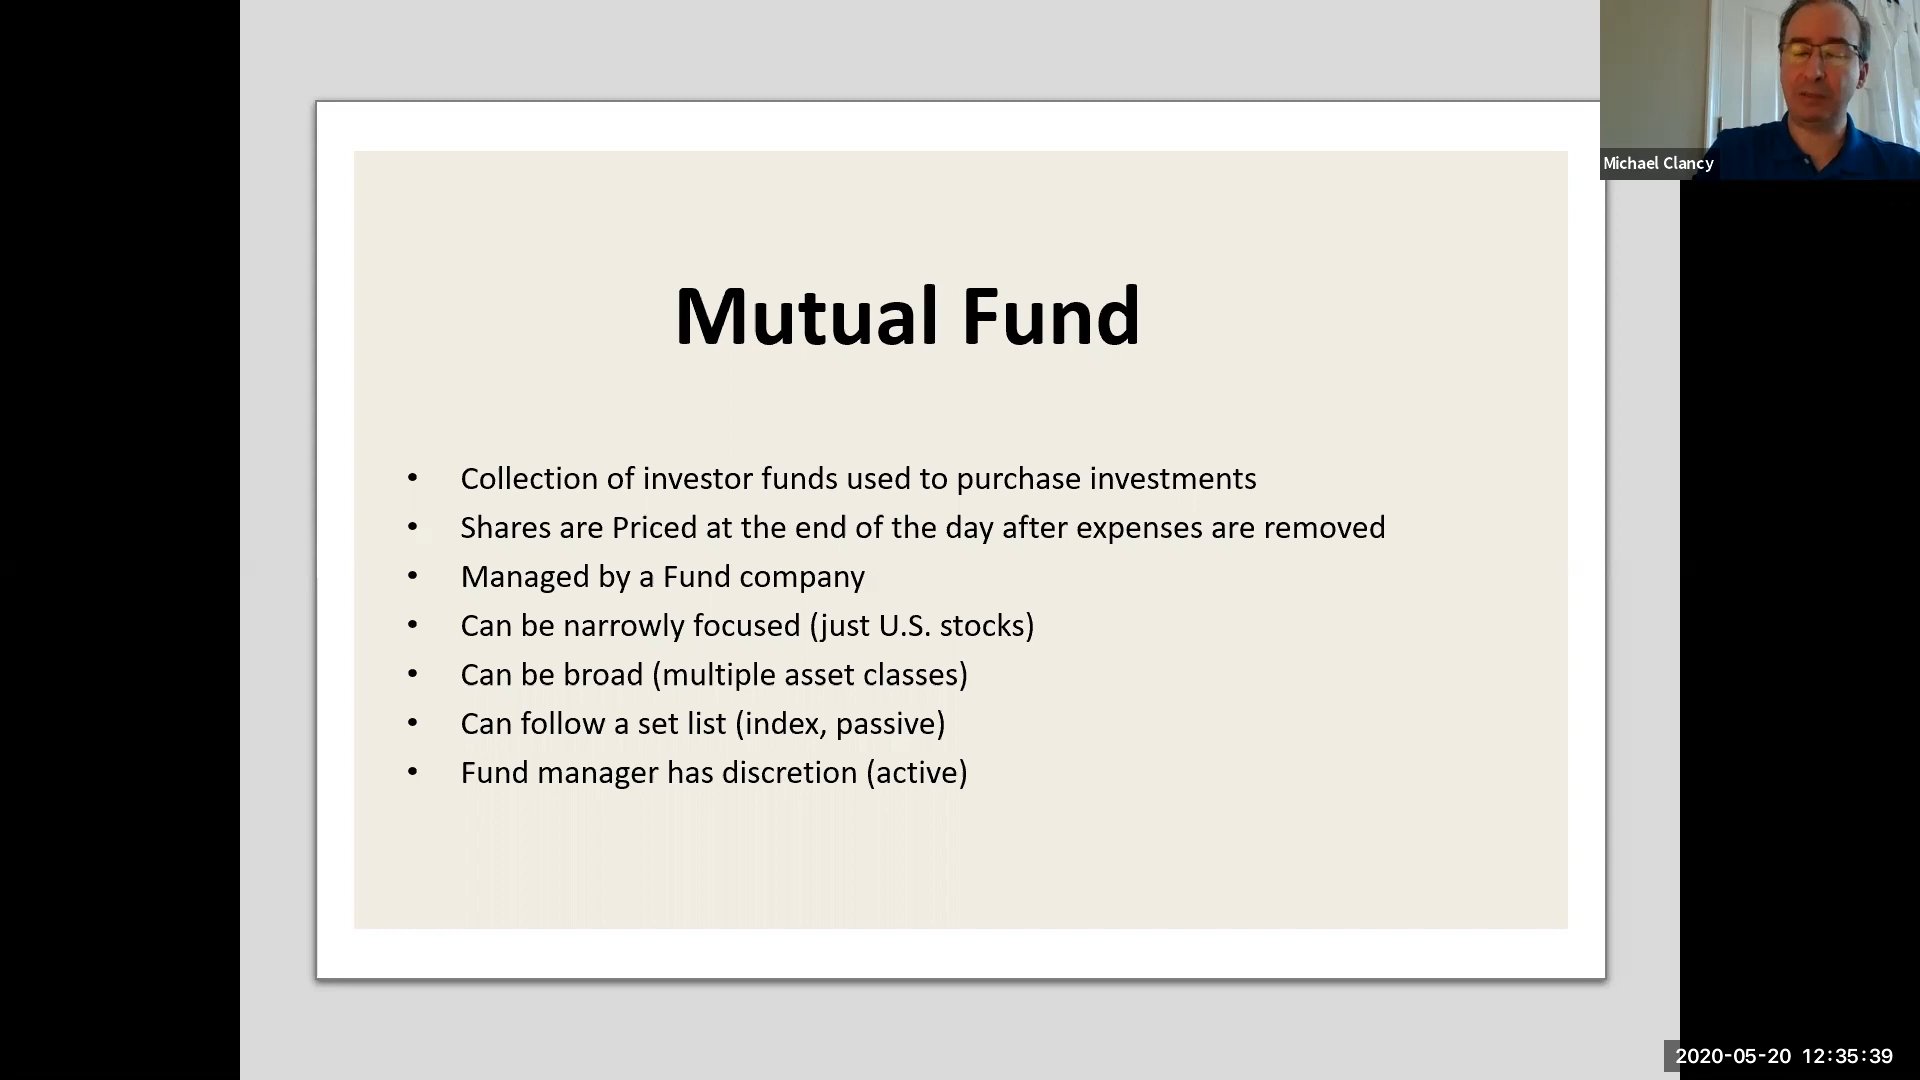 Michael Clancy
Mutual Fund
• Collection of investor funds used to purchase investments
• Shares are Priced at the end of the day after expenses are removed
• Managed by a Fund company
• Can be narrowly focused (just U.S. stocks)
• Can be broad (multiple asset classes)
• Can follow a set list (index, passive)
• Fund manager has discretion (active)
2020-05-20 12:35:39